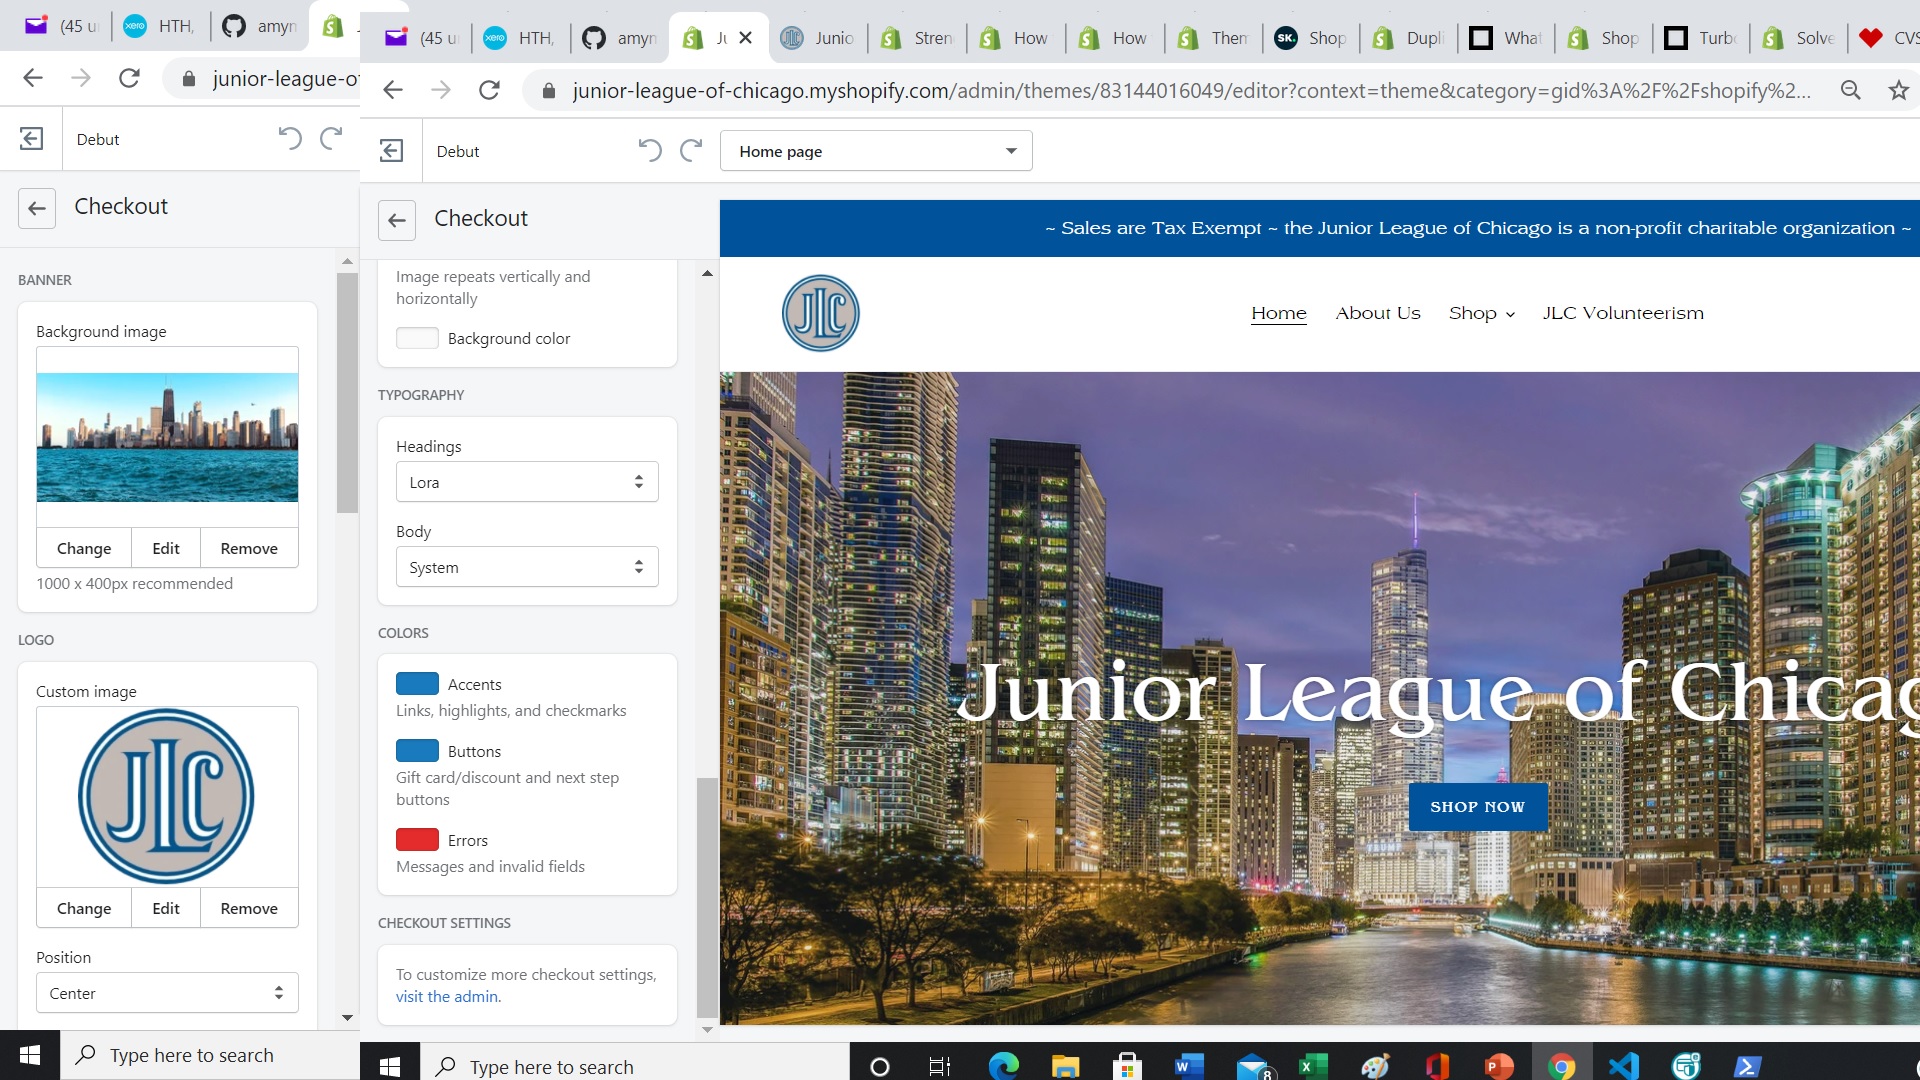 (45 u
HTH,
amyn
junior-league-of
Debut
Checkout
BANNER
Background image
Change
Edit
Remove
1000 x 400px recommended
LOGO
Custom image
JLC
Change
Edit
Remove
Position
Center
Type here to search
(45 u
xero
HTH,
amyn
Ju
Junio
Stren
How
How
Them
SK.
Shop
Dupli
What
Shop
Turbo
Solve
CVS
junior-league-of-chicago.myshopify.com/admin/themes/83144016049/editor?context=theme&category=gid%3A%2F%2Fshopify%2...
Debut
Home page
Checkout
Image repeats vertically and
horizontally
Background color
TYPOGRAPHY
Headings
Lora
Body
System
COLORS
Accents
Links, highlights, and checkmarks
Buttons
Gift card/discount and next step
buttons
Errors
Messages and invalid fields
CHECKOUT SETTINGS
To customize more checkout settings,
visit the admin.
~ Sales are Tax Exempt ~ the Junior League of Chicago is a non-profit charitable organization ~
JLC
Home
About Us
Shop
JLC Volunteerism
Junior League of Chicag
SHOP NOW
Type here to search
8